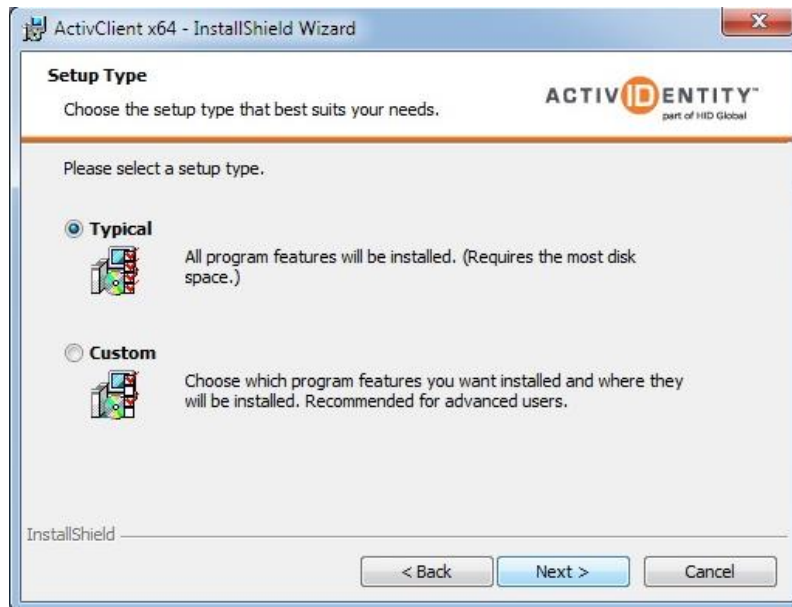 ActivClient x64 - InstallShield Wizard
Setup Type
Choose the setup type that best suits your needs.
ACTIVIDENTITY™
part of HID Global
Please select a setup type.
Typical
All program features will be installed. (Requires the most disk
space.)
Custom
Choose which program features you want installed and where they
will be installed. Recommended for advanced users.
InstallShield
< Back
Next >
Cancel